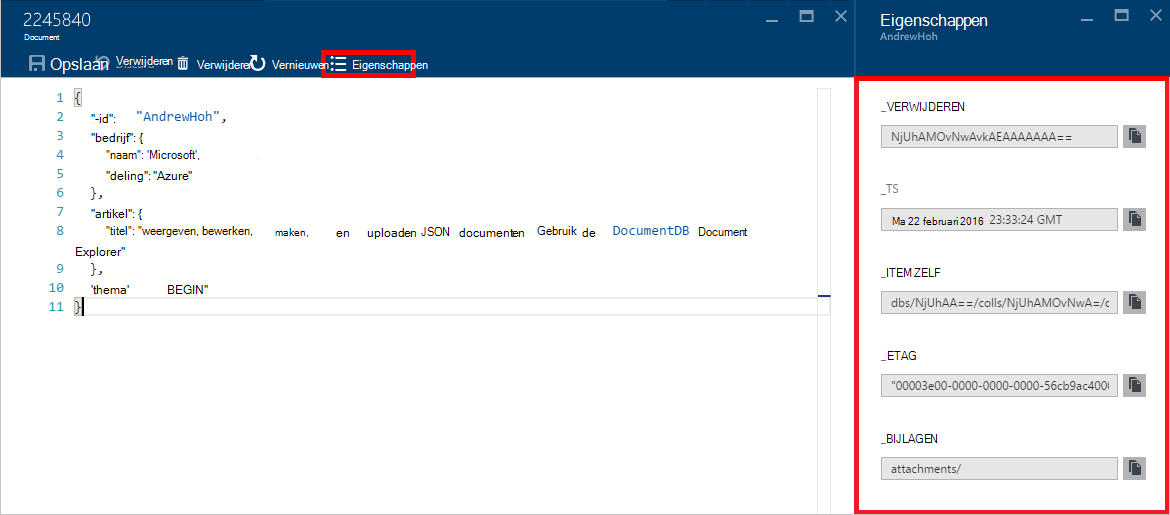 2245840
Document
Opslaan Verwijderen Verwijderen Vernieuwen Eigenschappen
1 {
2 "-id": "AndrewHoh",
3 "bedrijf": {
4 "naam": 'Microsoft',
5 "deling": "Azure"
6 },
7 "artikel": {
8 "titel": "weergeven, bewerken, maken, en uploaden JSON documenten Gebruik de DocumentDB Document
Explorer"
9 },
10 'thema' BEGIN"
11 }
Eigenschappen
AndrewHoh
_VERWIJDEREN
NjUhAMOvNwAvkAEAAAAAAA==
_TS
Ma 22 februari 2016 23:33:24 GMT
_ITEM ZELF
dbs/NjUhAA==/colls/NjUhAMOvNwA=/c
_ETAG
"00003e00-0000-0000-0000-56cb9ac4000
_BIJLAGEN
attachments/